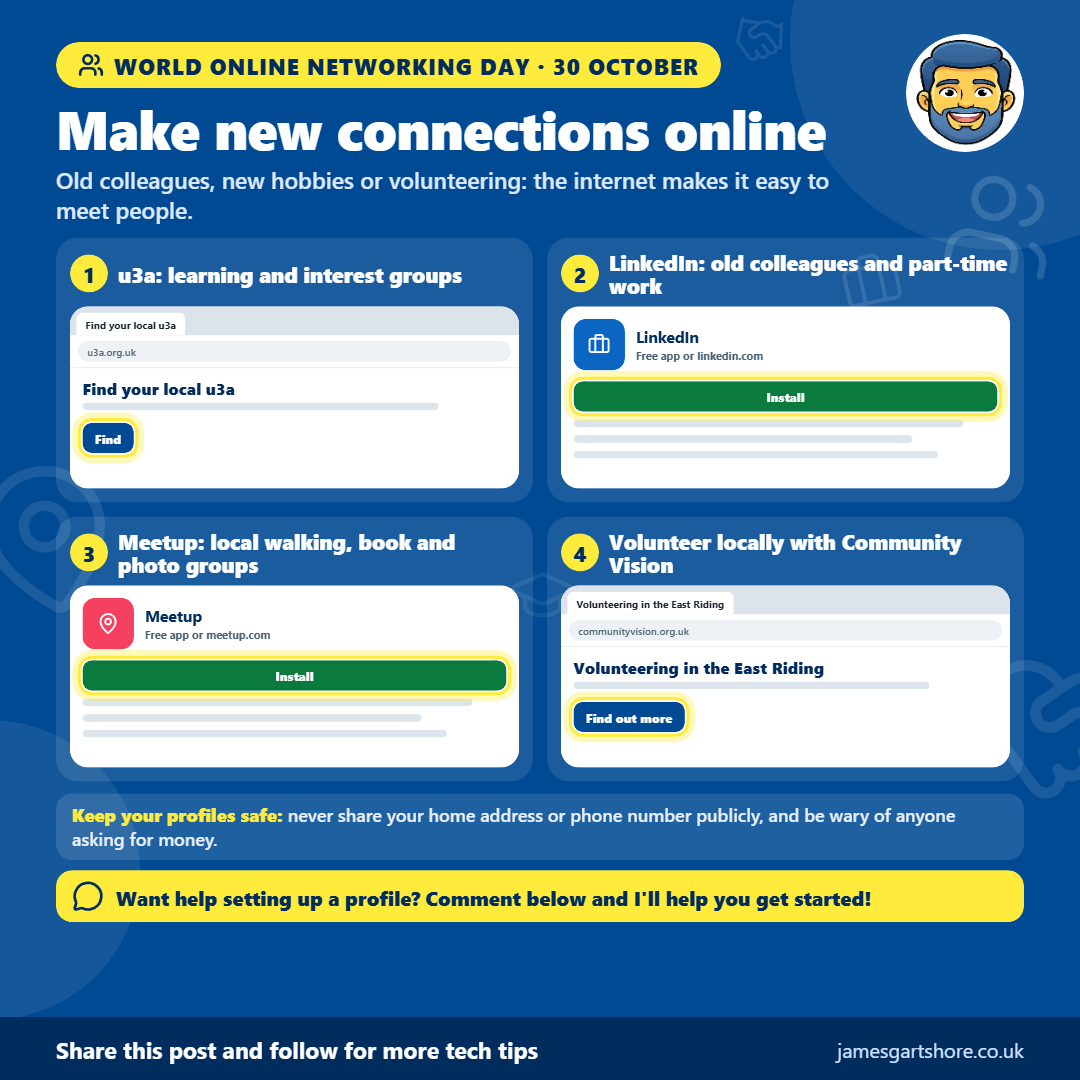 WORLD ONLINE NETWORKING DAY · 30 OCTOBER
Make new connections online
Old colleagues, new hobbies or volunteering: the internet makes it easy to
meet people.
1
u3a: learning and interest groups
Find your local u3a
u3a.org.uk
Find your local u3a
Find
2
LinkedIn: old colleagues and part-time
work
LinkedIn
Free app or linkedin.com
Install
3
Meetup: local walking, book and
photo groups
Meetup
Free app or meetup.com
Install
4
Volunteer locally with Community
Vision
Volunteering in the East Riding
communityvision.org.uk
Volunteering in the East Riding
Find out more
Keep your profiles safe: never share your home address or phone number publicly, and be wary of anyone
asking for money.
Want help setting up a profile? Comment below and I'll help you get started!
Share this post and follow for more tech tips
jamesgartshore.co.uk